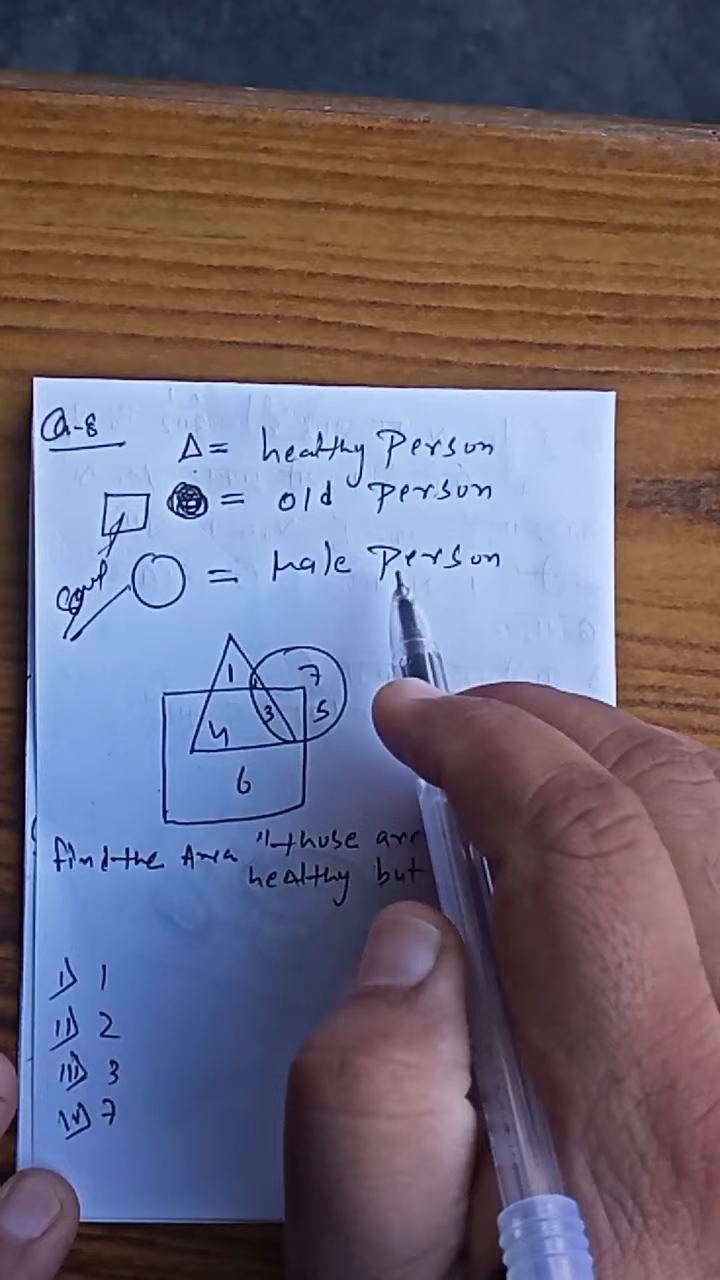 Q-8
Δ = healthy Person
= old Person
= male Person
1
7
3
5
4
6
find the Area "those are
healthy but
I) 1
II) 2
III) 3
IV) 7